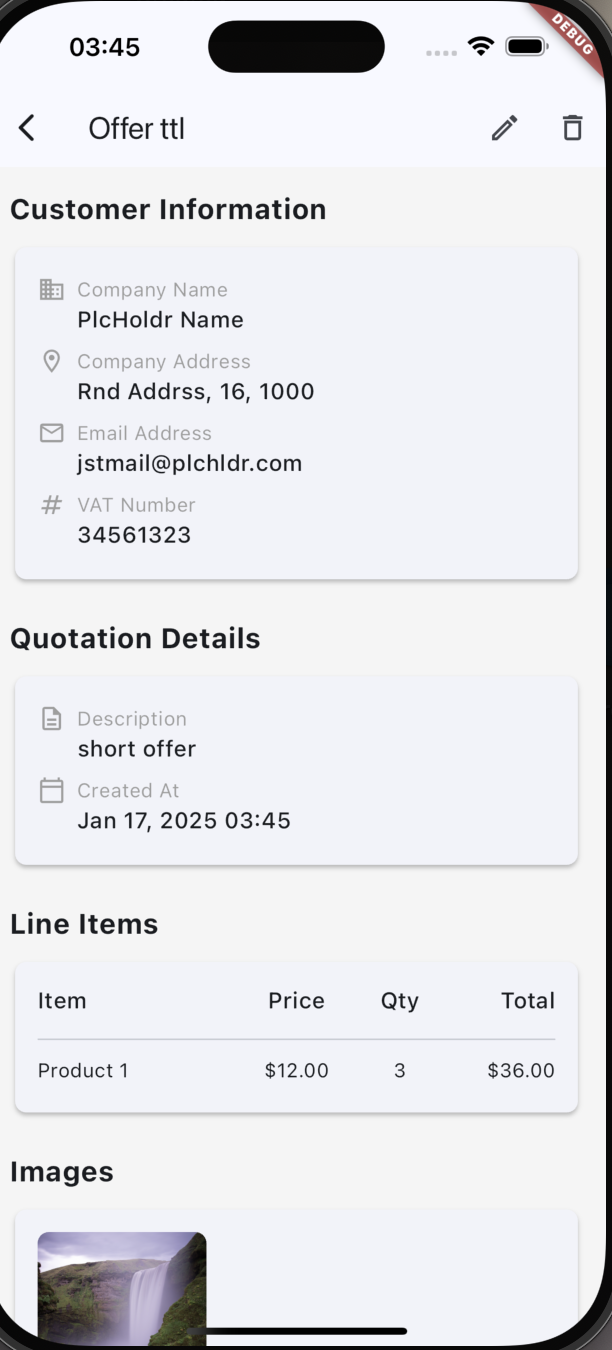 03:45
DEBUG
Offer ttl
Customer Information
Company Name
PlcHoldr Name
Company Address
Rnd Addrss, 16, 1000
Email Address
jstmail@plchldr.com
# VAT Number
34561323
Quotation Details
Description
short offer
Created At
Jan 17, 2025 03:45
Line Items
Item Price Qty Total
Product 1 $12.00 3 $36.00
Images